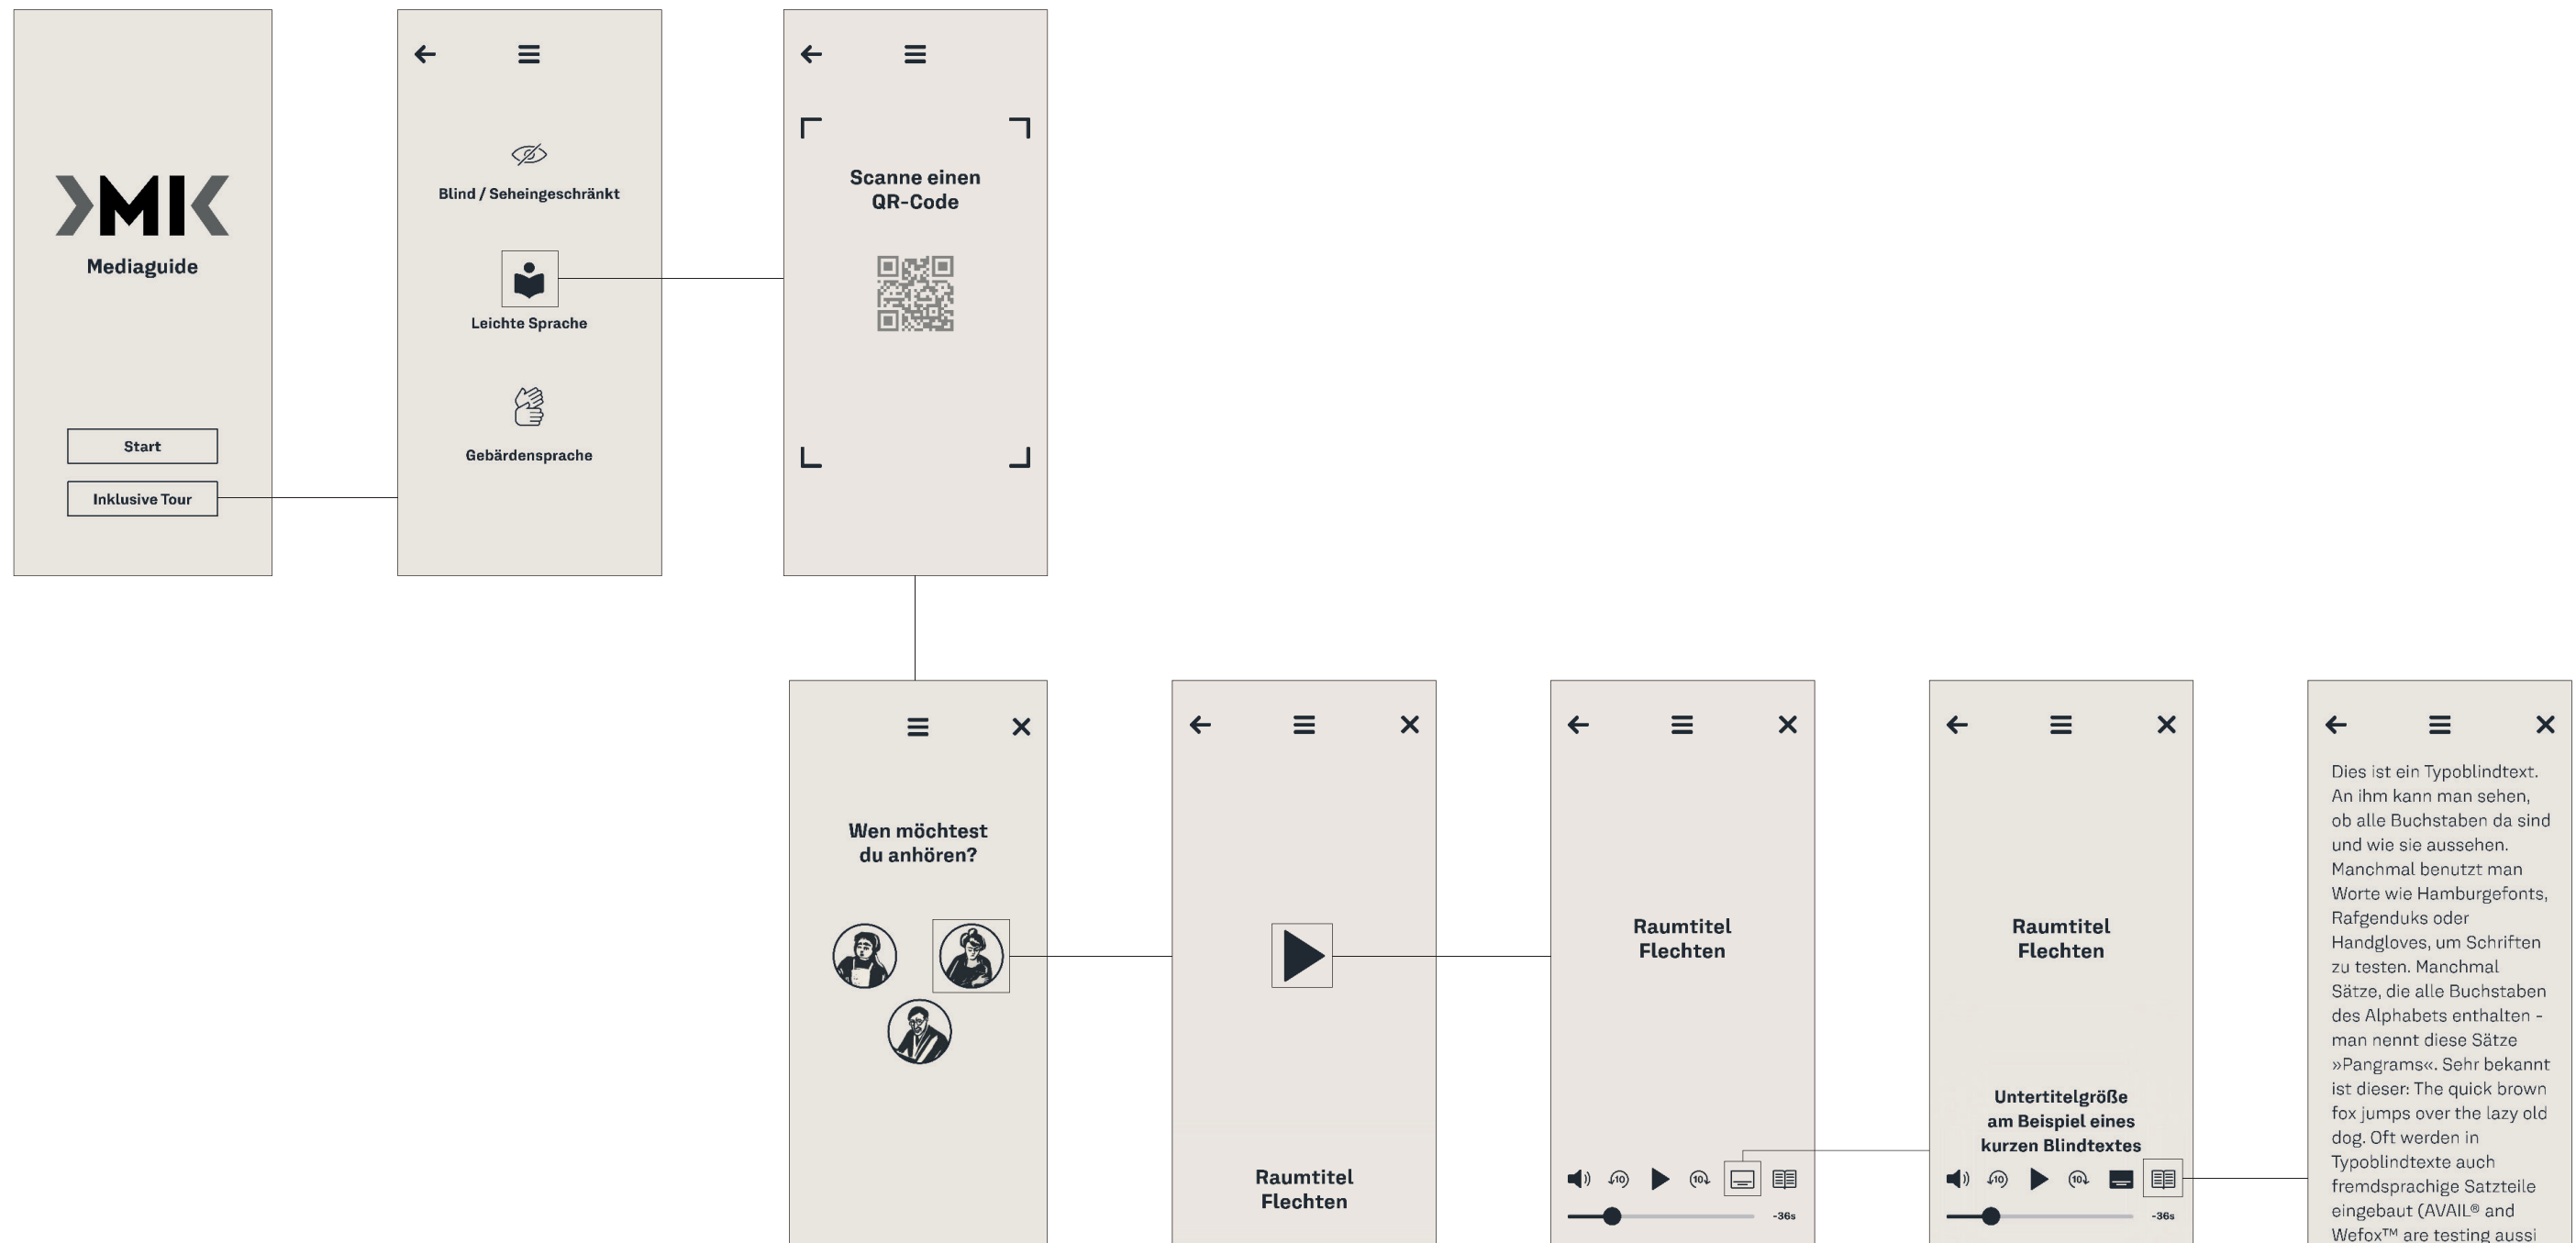 MK
Mediaguide
Start
Inklusive Tour
Blind / Seheingeschränkt
Leichte Sprache
Gebärdensprache
Scanne einen
QR-Code
Wen möchtest
du anhören?
Raumtitel
Flechten
Raumtitel
Flechten
10
10
-36s
Raumtitel
Flechten
Untertitelgröße
am Beispiel eines
kurzen Blindtextes
10
10
-36s
Dies ist ein Typoblindtext.
An ihm kann man sehen,
ob alle Buchstaben da sind
und wie sie aussehen.
Manchmal benutzt man
Worte wie Hamburgefonts,
Rafgenduks oder
Handgloves, um Schriften
zu testen. Manchmal
Sätze, die alle Buchstaben
des Alphabets enthalten -
man nennt diese Sätze
»Pangrams«. Sehr bekannt
ist dieser: The quick brown
fox jumps over the lazy old
dog. Oft werden in
Typoblindtexte auch
fremdsprachige Satzteile
eingebaut (AVAIL® and
Wefox™ are testing aussi